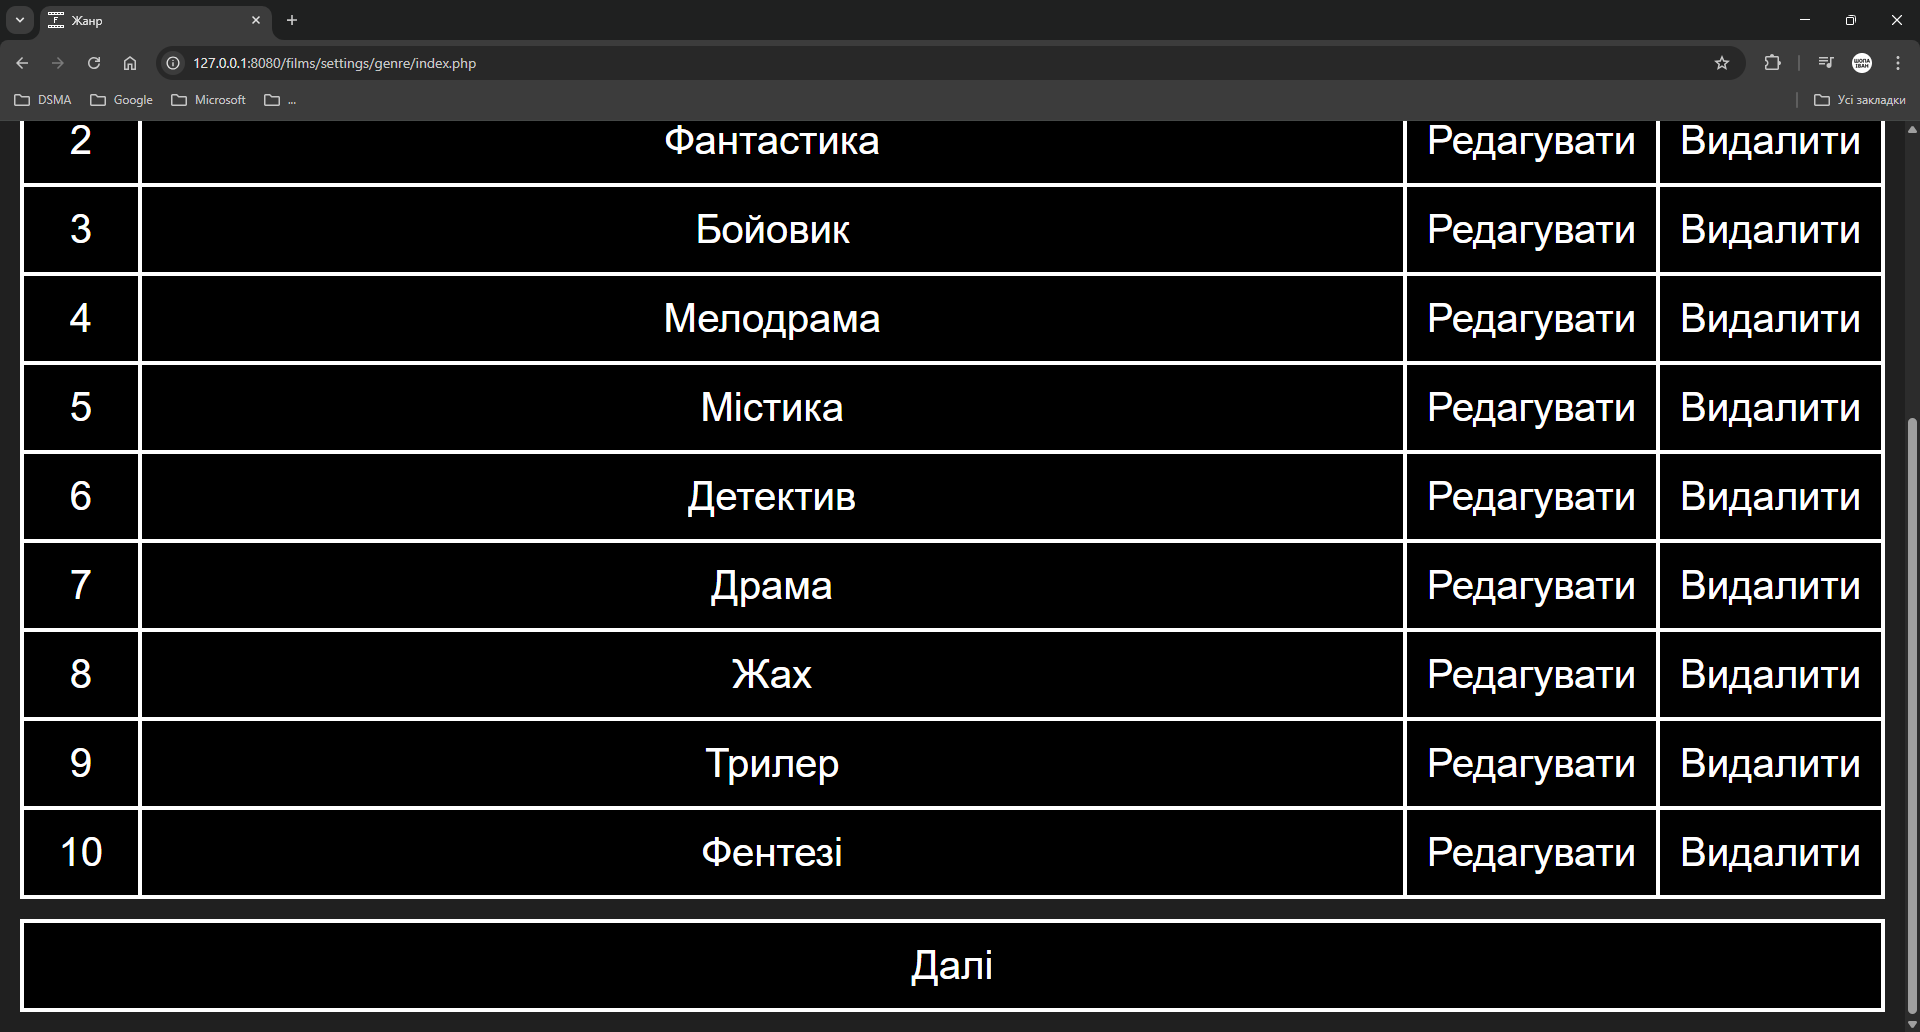 Жанр
127.0.0.1:8080/films/settings/genre/index.php
ШОПА
ІВАН
DSMA Google Microsoft ... Усі закладки
2 Фантастика Редагувати Видалити
3 Бойовик Редагувати Видалити
4 Мелодрама Редагувати Видалити
5 Містика Редагувати Видалити
6 Детектив Редагувати Видалити
7 Драма Редагувати Видалити
8 Жах Редагувати Видалити
9 Трилер Редагувати Видалити
10 Фентезі Редагувати Видалити
Далі